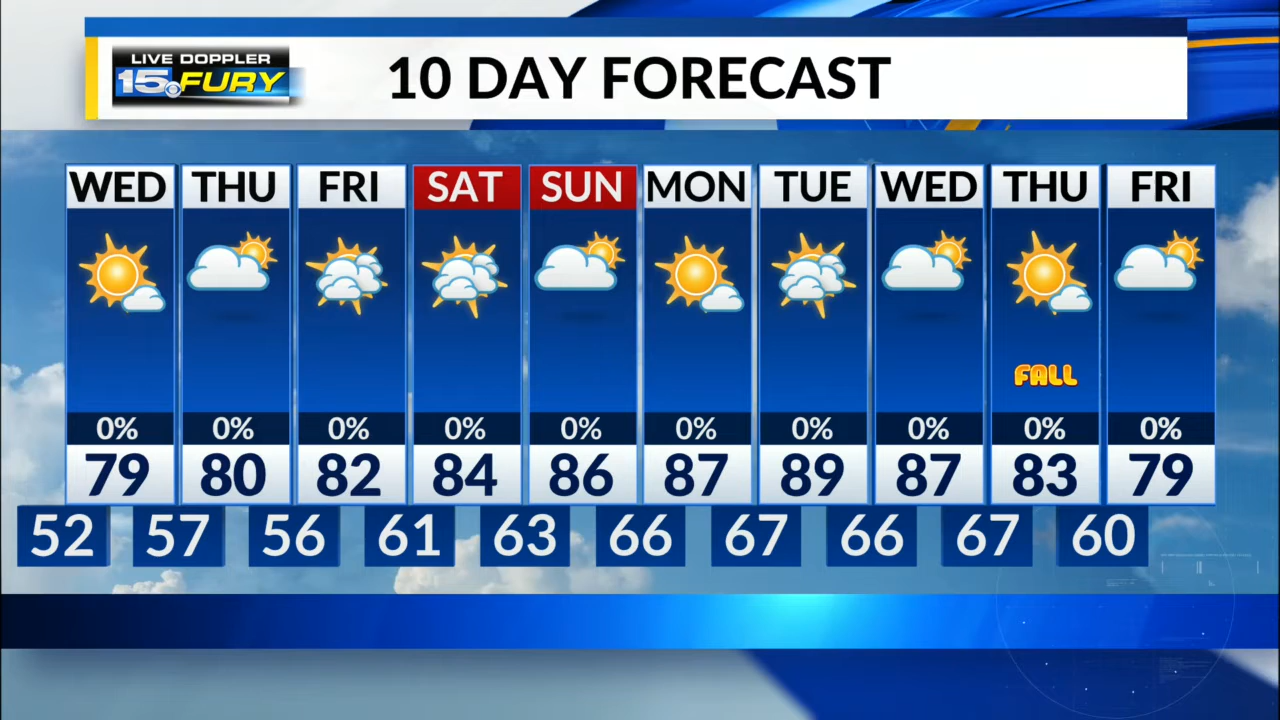 LIVE DOPPLER
15 FURY
10 DAY FORECAST
WED THU FRI SAT SUN MON TUE WED THU FRI
FALL
0% 0% 0% 0% 0% 0% 0% 0% 0% 0%
79 80 82 84 86 87 89 87 83 79
52 57 56 61 63 66 67 66 67 60